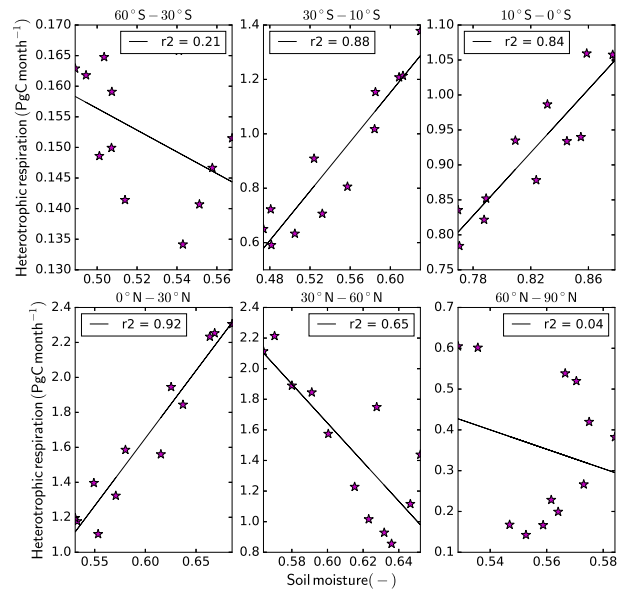 60°S−30°S
30°S−10°S
10°S−0°S
Heterotrophic respiration (PgC month⁻¹)
0.170
0.165
0.160
0.155
0.150
0.145
0.140
0.135
0.130
r2 = 0.21
0.50 0.52 0.54 0.56
1.4
1.2
1.0
0.8
0.6
r2 = 0.88
0.48 0.52 0.56 0.60
1.10
1.05
1.00
0.95
0.90
0.85
0.80
0.75
r2 = 0.84
0.78 0.82 0.86
0°N−30°N
30°N−60°N
60°N−90°N
Heterotrophic respiration (PgC month⁻¹)
2.4
2.2
2.0
1.8
1.6
1.4
1.2
1.0
r2 = 0.92
0.55 0.60 0.65
2.4
2.2
2.0
1.8
1.6
1.4
1.2
1.0
0.8
r2 = 0.65
0.58 0.60 0.62 0.64
0.7
0.6
0.5
0.4
0.3
0.2
0.1
r2 = 0.04
0.54 0.56 0.58
Soil moisture(−)